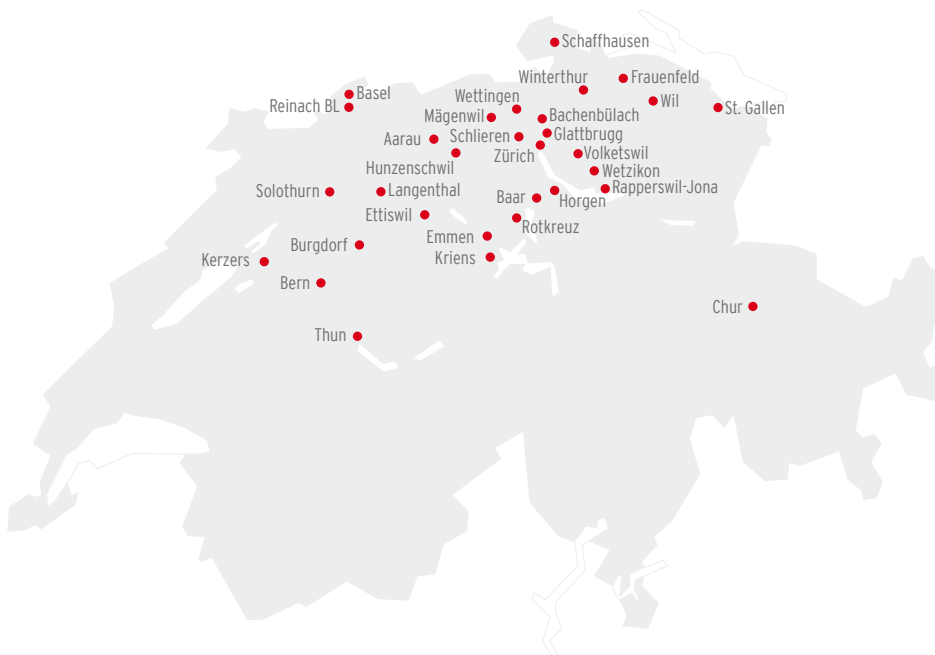 Schaffhausen
Winterthur
Frauenfeld
Basel
Wettingen
Wil
Reinach BL
St. Gallen
Mägenwil
Bachenbülach
Aarau
Schlieren
Glattbrugg
Zürich
Volketswil
Hunzenschwil
Wetzikon
Solothurn
Langenthal
Rapperswil-Jona
Baar
Horgen
Ettiswil
Rotkreuz
Emmen
Burgdorf
Kriens
Kerzers
Bern
Chur
Thun